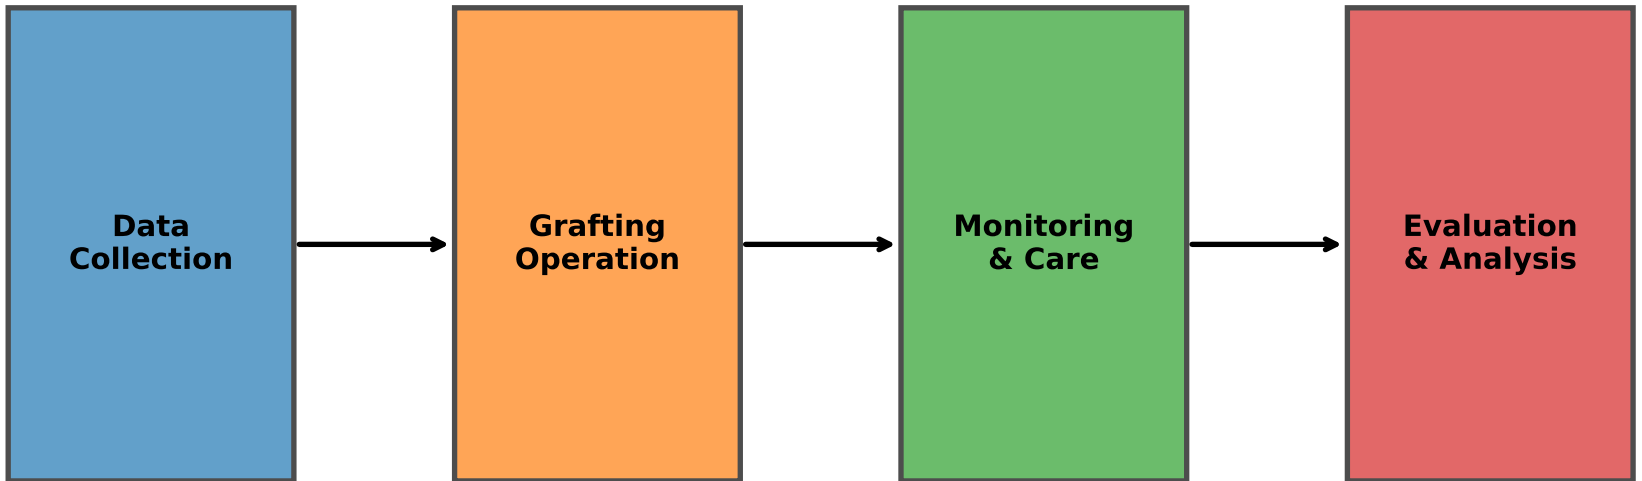 Data
Collection
Grafting
Operation
Monitoring
& Care
Evaluation
& Analysis